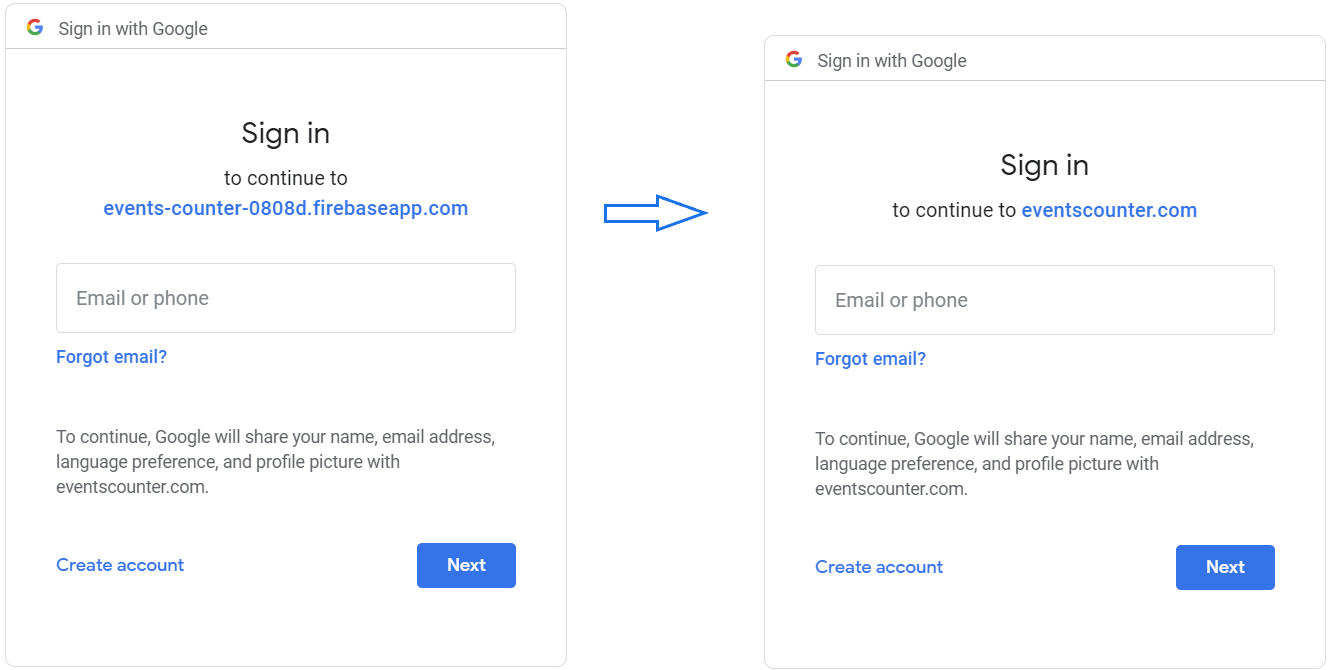 Sign in with Google
Sign in
to continue to
events-counter-0808d.firebaseapp.com
Email or phone
Forgot email?
To continue, Google will share your name, email address,
language preference, and profile picture with
eventscounter.com.
Create account
Next
Sign in with Google
Sign in
to continue to eventscounter.com
Email or phone
Forgot email?
To continue, Google will share your name, email address,
language preference, and profile picture with
eventscounter.com.
Create account
Next